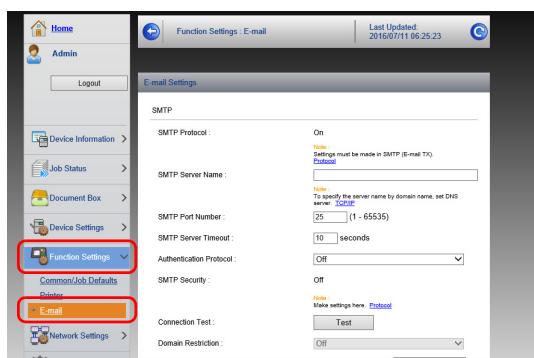 Home
Admin
Logout
Device Information
Job Status
Document Box
Device Settings
Function Settings
Common/Job Defaults
Printer
E-mail
Network Settings
Function Settings : E-mail
Last Updated:
2016/07/11 06:25:23
E-mail Settings
SMTP
SMTP Protocol :
On
Note :
Settings must be made in SMTP (E-mail TX).
Protocol
SMTP Server Name :
Note :
To specify the server name by domain name, set DNS
server. TCP/IP
SMTP Port Number :
25 (1 - 65535)
SMTP Server Timeout :
10 seconds
Authentication Protocol :
Off
SMTP Security :
Off
Note :
Make settings here. Protocol
Connection Test :
Test
Domain Restriction :
Off